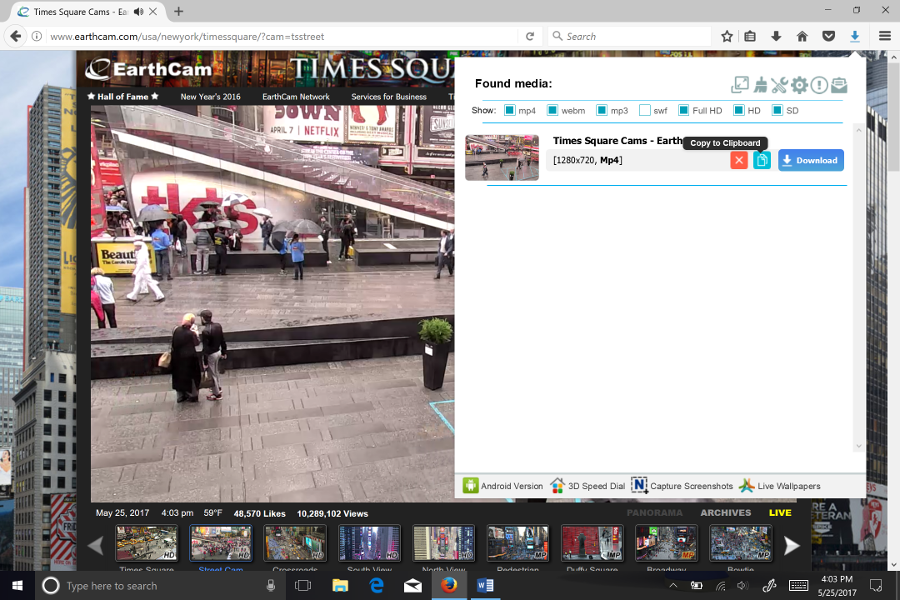 Times Square Cams - Ea
www.earthcam.com/usa/newyork/timessquare/?cam=tsstreet
Search
EarthCam
TIMES SQU
Hall of Fame
New Year's 2016
EarthCam Network
Services for Business
Found media:
Show:
mp4
webm
mp3
swf
Full HD
HD
SD
Times Square Cams - Earth
Copy to Clipboard
[1280x720, Mp4]
Download
DOWN
APRIL 7 | NETFLIX
tkts
Beauti
Android Version
3D Speed Dial
Capture Screenshots
Live Wallpapers
May 25, 2017
4:03 pm
59°F
48,570 Likes
10,289,102 Views
PANORAMA
ARCHIVES
LIVE
HD
HD
HD
HD
HD
MP
IMP
MP
MP
Times Square
Street Cam
Crossroads
South View
North View
Pedestrian
Duffy Square
Broadway
Bowtie
Type here to search
4:03 PM
5/25/2017